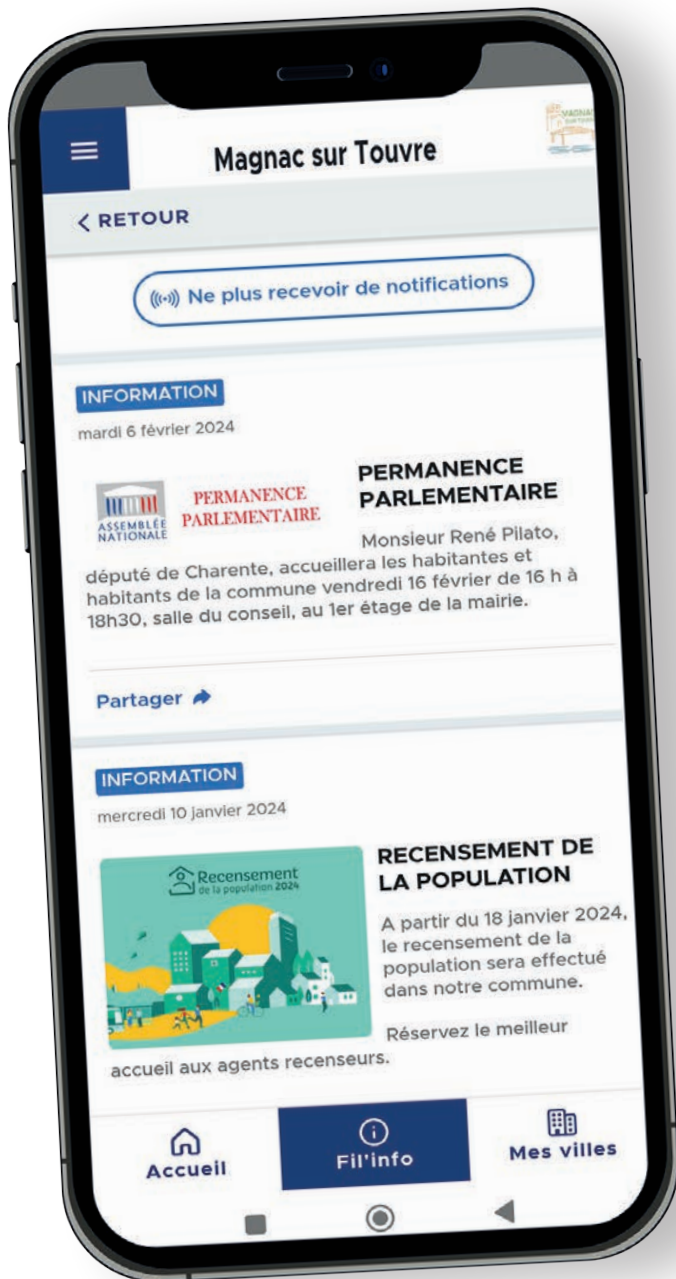 MAGNAC
SUR TOUVRE
Magnac sur Touvre
< RETOUR
Ne plus recevoir de notifications
INFORMATION
mardi 6 février 2024
ASSEMBLÉE
NATIONALE
PERMANENCE
PARLEMENTAIRE
PERMANENCE
PARLEMENTAIRE
Monsieur René Pilato,
député de Charente, accueillera les habitantes et
habitants de la commune vendredi 16 février de 16 h à
18h30, salle du conseil, au 1er étage de la mairie.
Partager
INFORMATION
mercredi 10 janvier 2024
Recensement
de la population 2024
RECENSEMENT DE
LA POPULATION
A partir du 18 janvier 2024,
le recensement de la
population sera effectué
dans notre commune.
Réservez le meilleur
accueil aux agents recenseurs.
Accueil
Fil'info
Mes villes